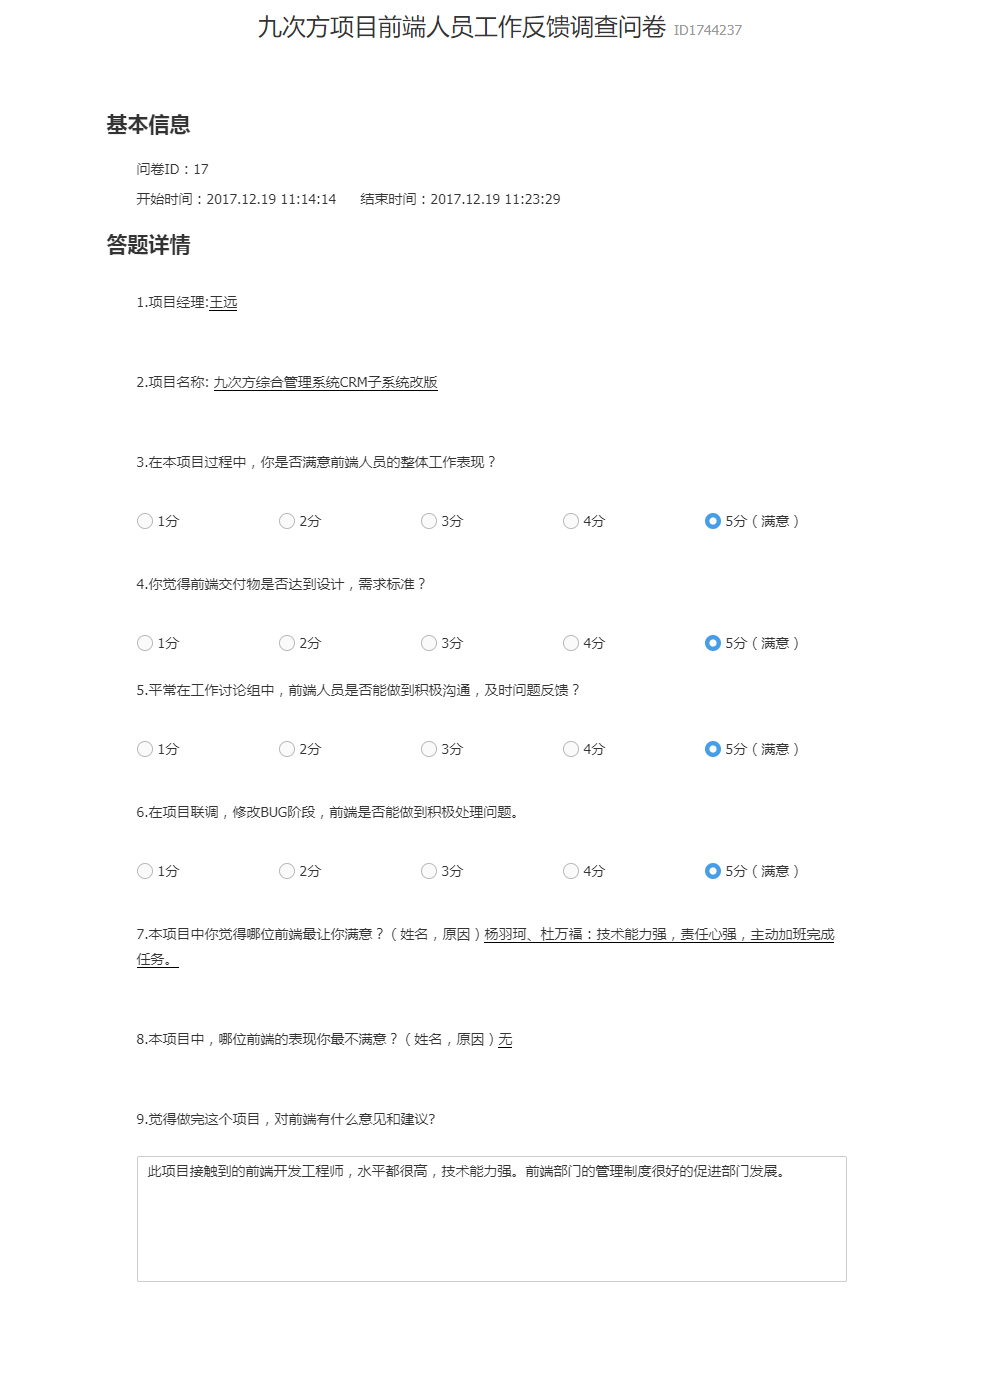 九次方项目前端人员工作反馈调查问卷 ID1744237
基本信息
问卷ID：17
开始时间：2017.12.19 11:14:14 结束时间：2017.12.19 11:23:29
答题详情
1.项目经理:王远
2.项目名称: 九次方综合管理系统CRM子系统改版
3.在本项目过程中，你是否满意前端人员的整体工作表现？
1分 2分 3分 4分 5分（满意）
4.你觉得前端交付物是否达到设计，需求标准？
1分 2分 3分 4分 5分（满意）
5.平常在工作讨论组中，前端人员是否能做到积极沟通，及时问题反馈？
1分 2分 3分 4分 5分（满意）
6.在项目联调，修改BUG阶段，前端是否能做到积极处理问题。
1分 2分 3分 4分 5分（满意）
7.本项目中你觉得哪位前端最让你满意？（姓名，原因）杨羽珂、杜万福：技术能力强，责任心强，主动加班完成
任务。
8.本项目中，哪位前端的表现你最不满意？（姓名，原因）无
9.觉得做完这个项目，对前端有什么意见和建议?
此项目接触到的前端开发工程师，水平都很高，技术能力强。前端部门的管理制度很好的促进部门发展。